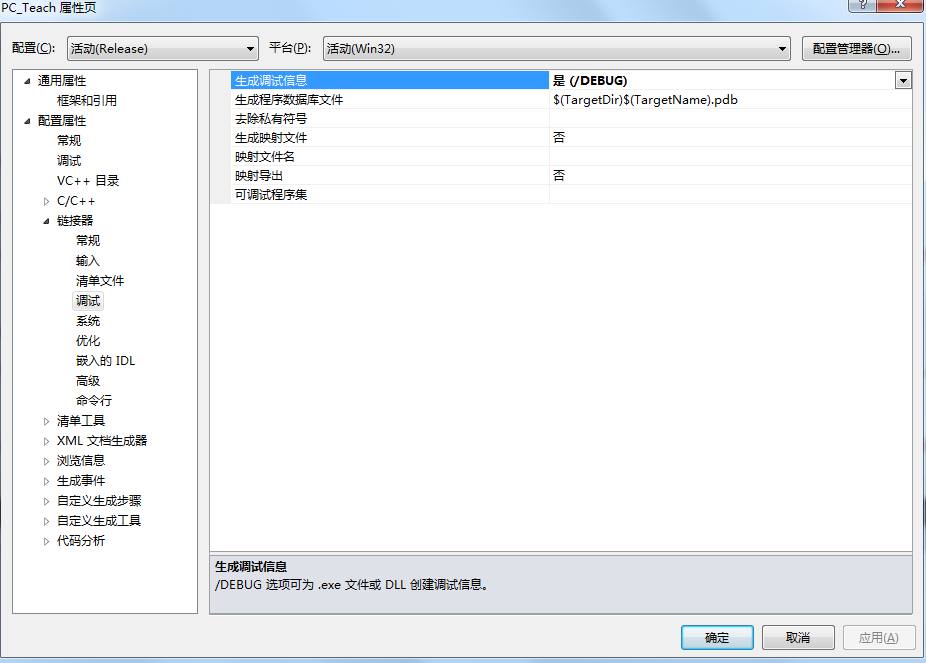 PC_Teach 属性页
配置(C): 活动(Release) 平台(P): 活动(Win32) 配置管理器(O)...
通用属性
框架和引用
配置属性
常规
调试
VC++ 目录
C/C++
链接器
常规
输入
清单文件
调试
系统
优化
嵌入的 IDL
高级
命令行
清单工具
XML 文档生成器
浏览信息
生成事件
自定义生成步骤
自定义生成工具
代码分析
生成调试信息 是 (/DEBUG)
生成程序数据库文件 $(TargetDir)$(TargetName).pdb
去除私有符号
生成映射文件 否
映射文件名
映射导出 否
可调试程序集
生成调试信息
/DEBUG 选项可为 .exe 文件或 DLL 创建调试信息。
确定 取消 应用(A)